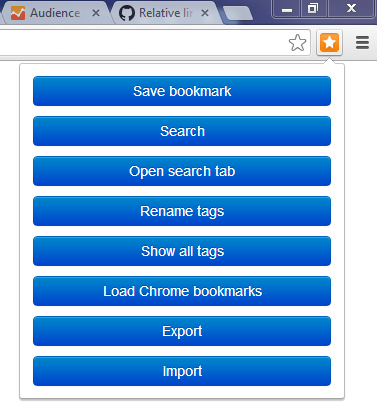 Audience
Relative lin
Save bookmark
Search
Open search tab
Rename tags
Show all tags
Load Chrome bookmarks
Export
Import